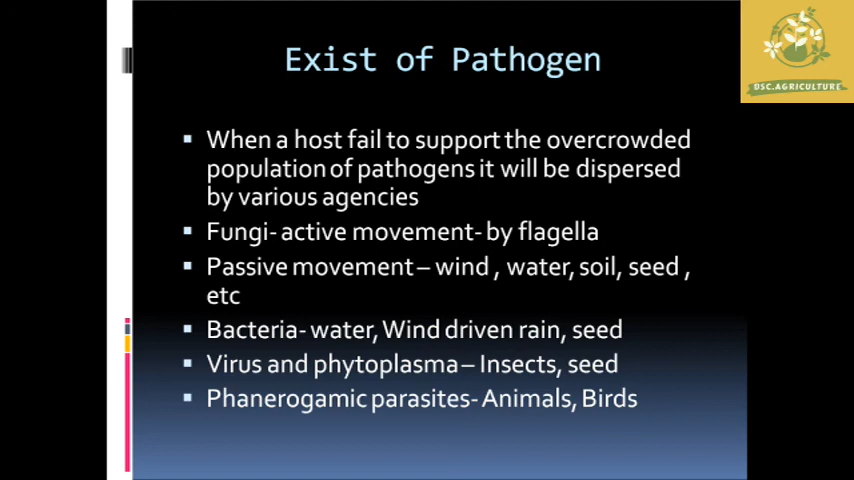 Exist of Pathogen
DSC.AGRICULTURE
▪ When a host fail to support the overcrowded
population of pathogens it will be dispersed
by various agencies
▪ Fungi- active movement- by flagella
▪ Passive movement – wind , water, soil, seed ,
etc
▪ Bacteria- water, Wind driven rain, seed
▪ Virus and phytoplasma – Insects, seed
▪ Phanerogamic parasites- Animals, Birds